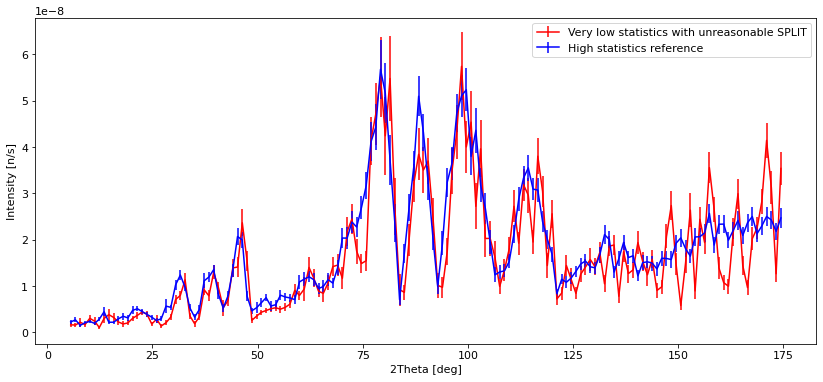 1e−8
Very low statistics with unreasonable SPLIT
High statistics reference
6
5
4
3
2
1
0
Intensity [n/s]
0 25 50 75 100 125 150 175
2Theta [deg]